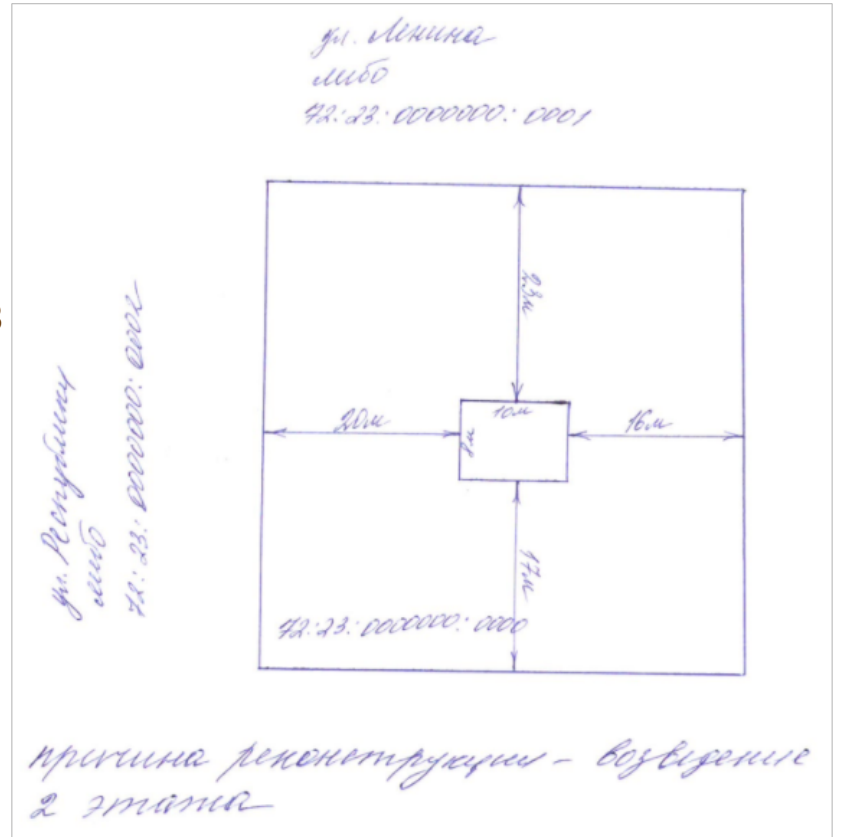 ул. Ленина
либо
72:23:0000000:0001
23м
10м
20м
8м
16м
17м
ул. Республики
либо
72:23:0000000:0002
72:23:0000000:0000
причина реконструкции - возведение
2 этажа